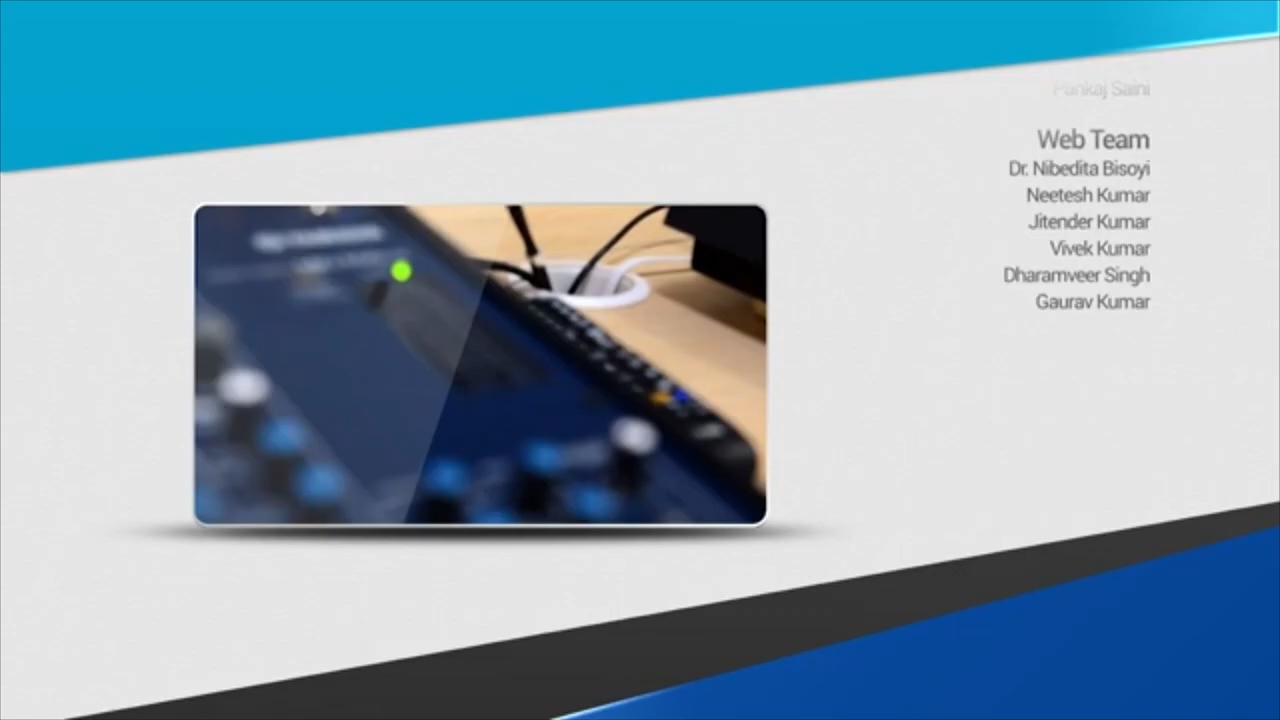 Pankaj Saini
Web Team
Dr. Nibedita Bisoyi
Neetesh Kumar
Jitender Kumar
Vivek Kumar
Dharamveer Singh
Gaurav Kumar